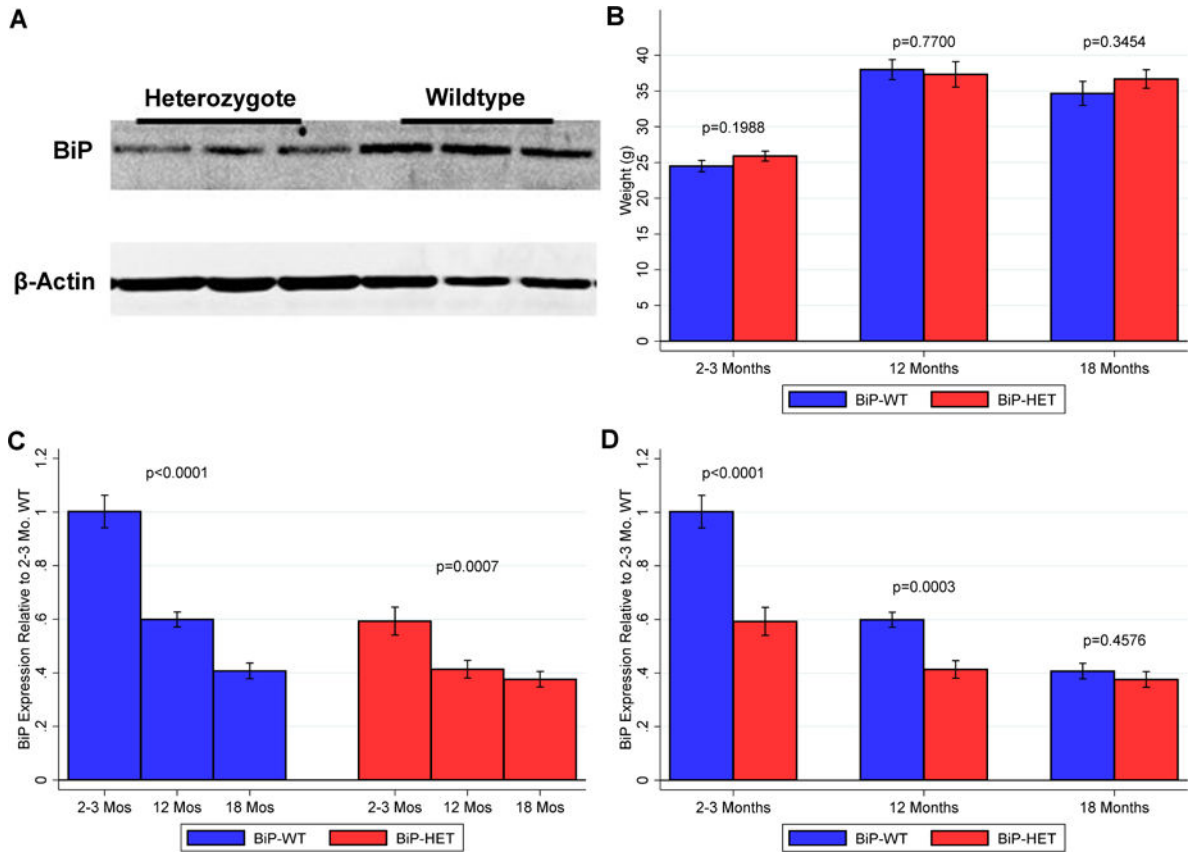 A
Heterozygote Wildtype
BiP
β-Actin
B
p=0.7700
p=0.3454
p=0.1988
Weight (g)
0 5 10 15 20 25 30 35 40
2-3 Months 12 Months 18 Months
BiP-WT BiP-HET
C
p<0.0001
p=0.0007
BiP Expression Relative to 2-3 Mo. WT
0 .2 .4 .6 .8 1 1.2
2-3 Mos 12 Mos 18 Mos 2-3 Mos 12 Mos 18 Mos
BiP-WT BiP-HET
D
p<0.0001
p=0.0003
p=0.4576
BiP Expression Relative to 2-3 Mo. WT
0 .2 .4 .6 .8 1 1.2
2-3 Months 12 Months 18 Months
BiP-WT BiP-HET